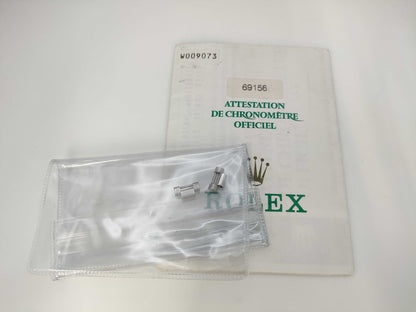 W009073
69156
ATTESTATION
DE CHRONOMÈTRE
OFFICIEL
ROLEX